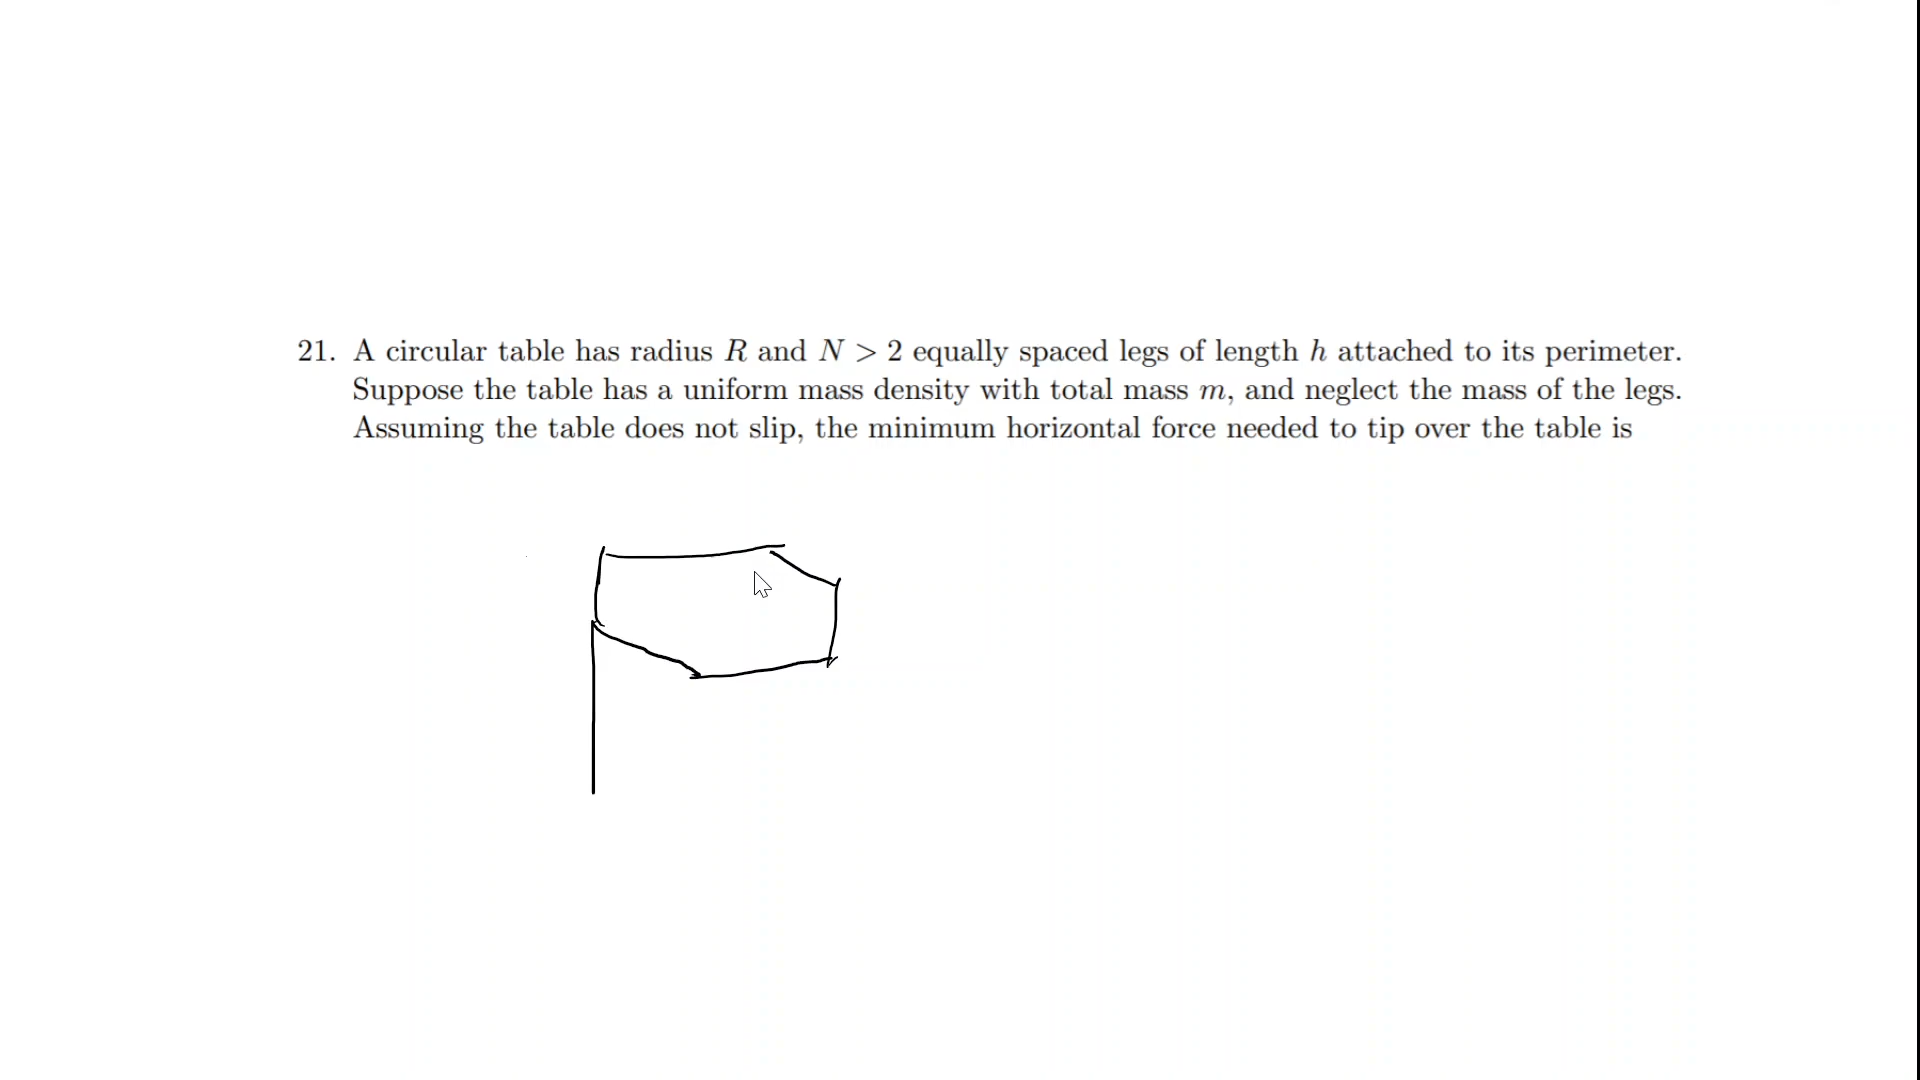 21. A circular table has radius R and N > 2 equally spaced legs of length h attached to its perimeter.
Suppose the table has a uniform mass density with total mass m, and neglect the mass of the legs.
Assuming the table does not slip, the minimum horizontal force needed to tip over the table is